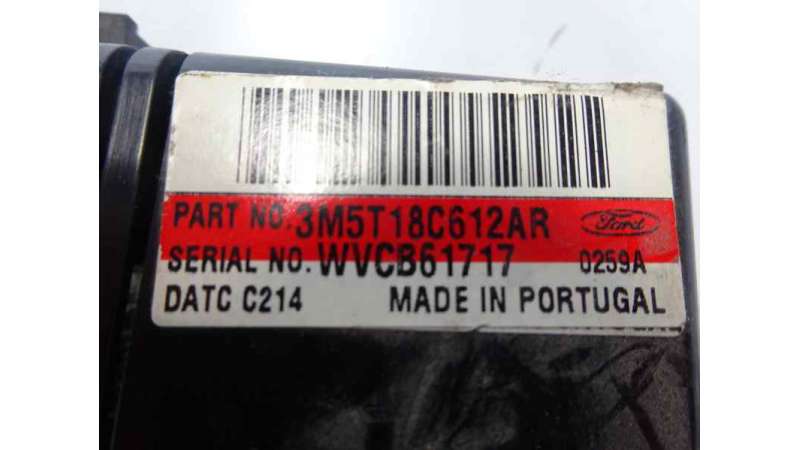 PART NO. 3M5T18C612AR Ford
SERIAL NO. WVCB61717 0259A
DATC C214 MADE IN PORTUGAL